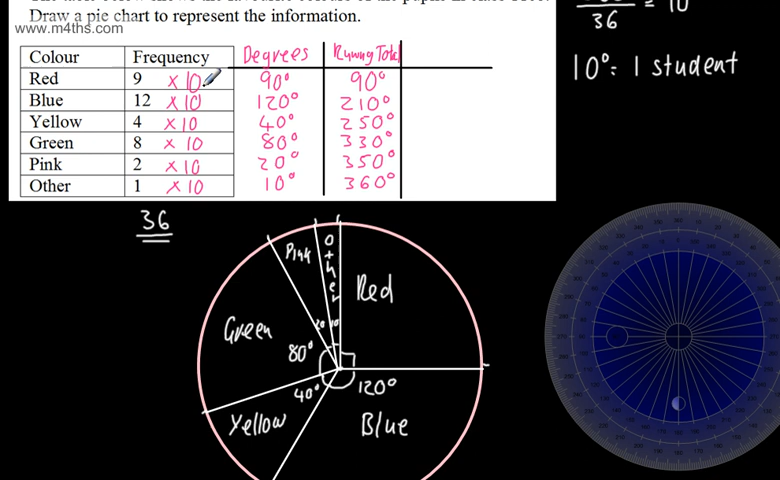 www.m4ths.com
Draw a pie chart to represent the information.
36 = 10
10° = 1 student
Colour Frequency Degrees Running Total
Red 9 × 10 90° 90°
Blue 12 × 10 120° 210°
Yellow 4 × 10 40° 250°
Green 8 × 10 80° 330°
Pink 2 × 10 20° 350°
Other 1 × 10 10° 360°
36
Pink
Other
Red
Green
20 10
80°
40°
120°
Yellow
Blue